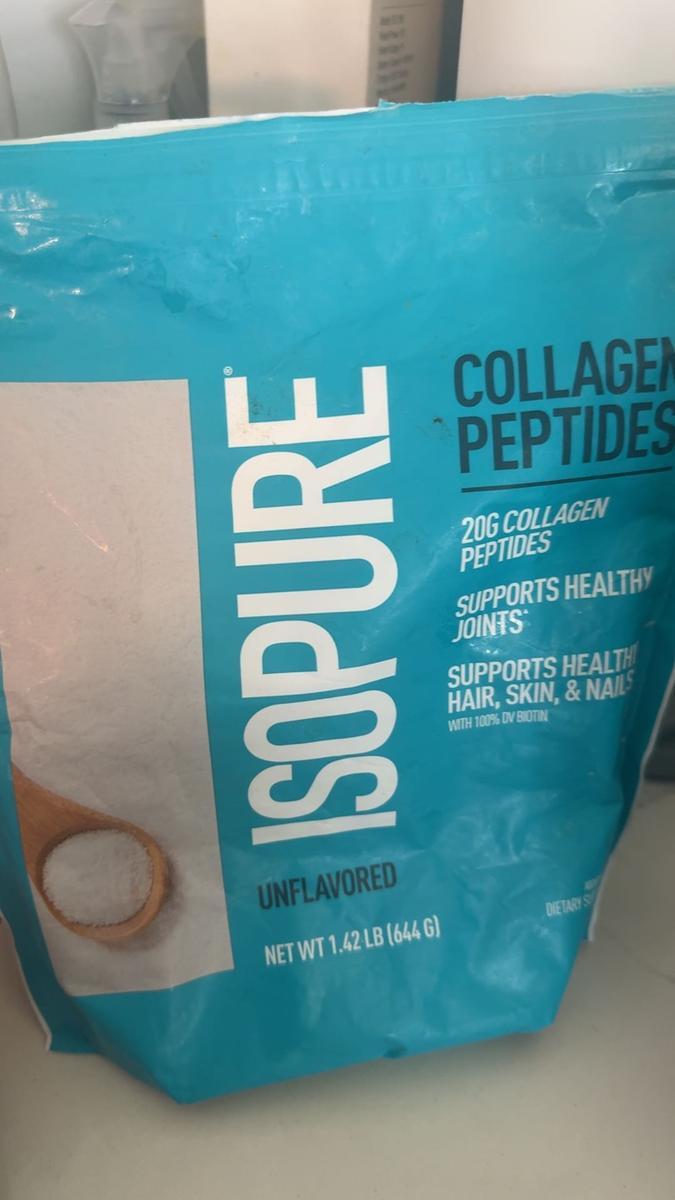 ISOPURE®
COLLAGEN
PEPTIDES
20G COLLAGEN
PEPTIDES
SUPPORTS HEALTHY
JOINTS*
SUPPORTS HEALTHY
HAIR, SKIN, & NAILS
WITH 100% DV BIOTIN
UNFLAVORED
NET WT 1.42 LB (644 G)
DIETARY